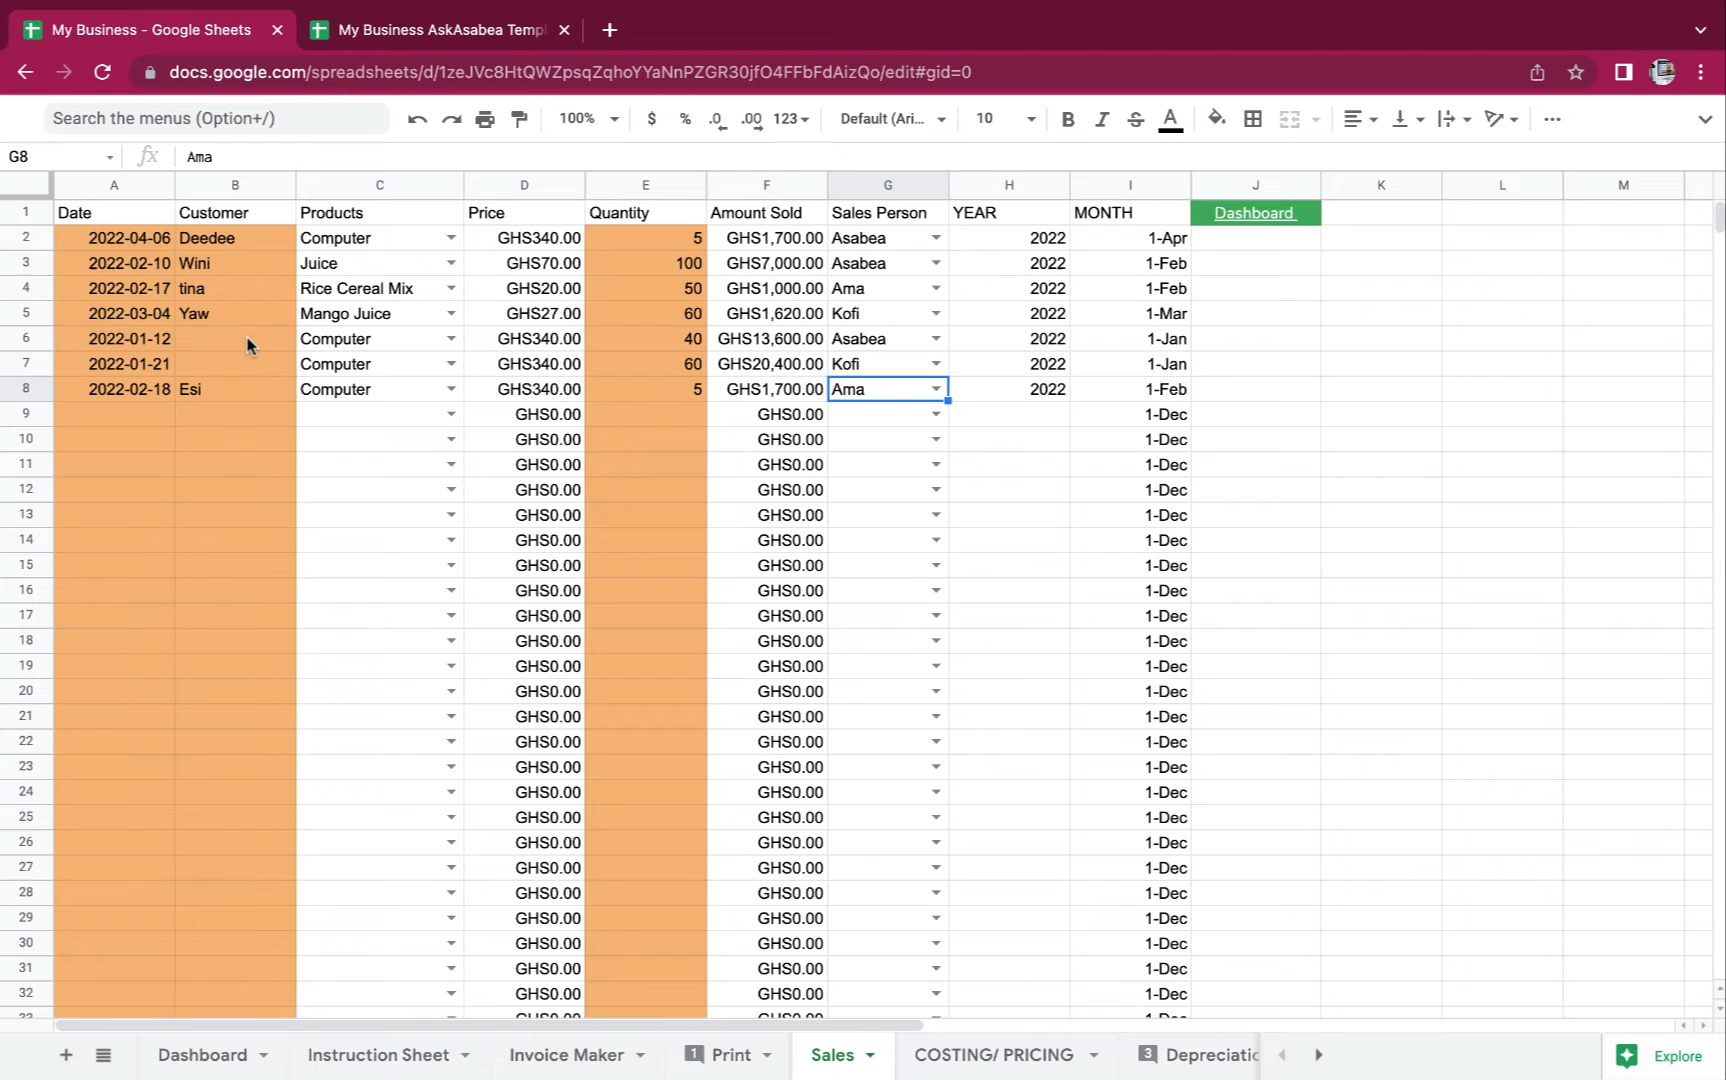 My Business - Google Sheets
My Business AskAsabea Temp
docs.google.com/spreadsheets/d/1zeJVc8HtQWZpsqZqhoYYaNnPZGR30jfO4FFbFdAizQo/edit#gid=0
Search the menus (Option+/) 100% $ % .0 .00 123 Default (Ari... 10 B I S A
G8 fx Ama
A B C D E F G H I J K L M
1 Date Customer Products Price Quantity Amount Sold Sales Person YEAR MONTH Dashboard
2 2022-04-06 Deedee Computer GHS340.00 5 GHS1,700.00 Asabea 2022 1-Apr
3 2022-02-10 Wini Juice GHS70.00 100 GHS7,000.00 Asabea 2022 1-Feb
4 2022-02-17 tina Rice Cereal Mix GHS20.00 50 GHS1,000.00 Ama 2022 1-Feb
5 2022-03-04 Yaw Mango Juice GHS27.00 60 GHS1,620.00 Kofi 2022 1-Mar
6 2022-01-12 Computer GHS340.00 40 GHS13,600.00 Asabea 2022 1-Jan
7 2022-01-21 Computer GHS340.00 60 GHS20,400.00 Kofi 2022 1-Jan
8 2022-02-18 Esi Computer GHS340.00 5 GHS1,700.00 Ama 2022 1-Feb
9 GHS0.00 GHS0.00 1-Dec
10 GHS0.00 GHS0.00 1-Dec
11 GHS0.00 GHS0.00 1-Dec
12 GHS0.00 GHS0.00 1-Dec
13 GHS0.00 GHS0.00 1-Dec
14 GHS0.00 GHS0.00 1-Dec
15 GHS0.00 GHS0.00 1-Dec
16 GHS0.00 GHS0.00 1-Dec
17 GHS0.00 GHS0.00 1-Dec
18 GHS0.00 GHS0.00 1-Dec
19 GHS0.00 GHS0.00 1-Dec
20 GHS0.00 GHS0.00 1-Dec
21 GHS0.00 GHS0.00 1-Dec
22 GHS0.00 GHS0.00 1-Dec
23 GHS0.00 GHS0.00 1-Dec
24 GHS0.00 GHS0.00 1-Dec
25 GHS0.00 GHS0.00 1-Dec
26 GHS0.00 GHS0.00 1-Dec
27 GHS0.00 GHS0.00 1-Dec
28 GHS0.00 GHS0.00 1-Dec
29 GHS0.00 GHS0.00 1-Dec
30 GHS0.00 GHS0.00 1-Dec
31 GHS0.00 GHS0.00 1-Dec
32 GHS0.00 GHS0.00 1-Dec
33 GHS0.00 GHS0.00 1-Dec
Dashboard Instruction Sheet Invoice Maker 1 Print Sales COSTING/ PRICING 3 Depreciatic Explore